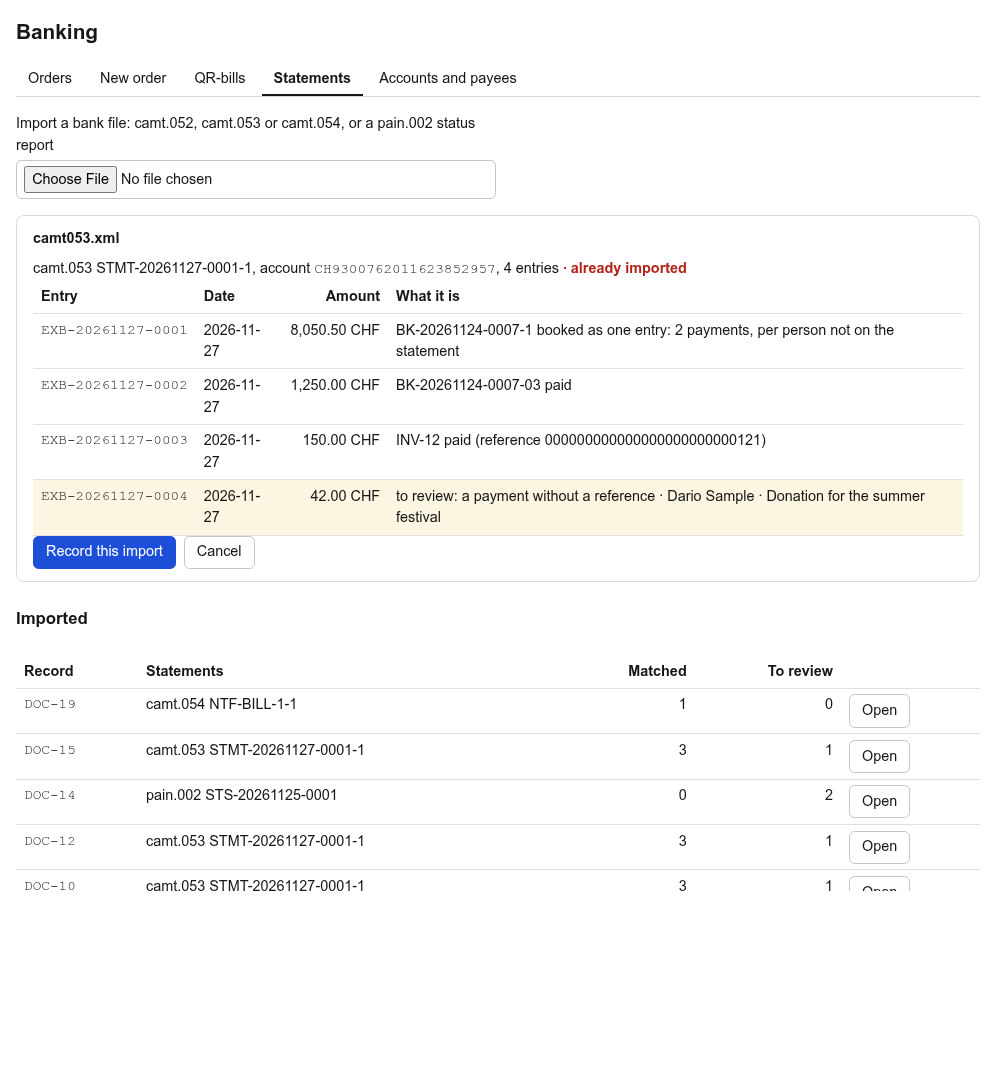 Banking
Orders New order QR-bills Statements Accounts and payees
Import a bank file: camt.052, camt.053 or camt.054, or a pain.002 status
report
Choose File No file chosen
camt053.xml
camt.053 STMT-20261127-0001-1, account CH9300762011623852957, 4 entries · already imported
Entry Date Amount What it is
EXB-20261127-0001 2026-11- 8,050.50 CHF BK-20261124-0007-1 booked as one entry: 2 payments, per person not on the
27 statement
EXB-20261127-0002 2026-11- 1,250.00 CHF BK-20261124-0007-03 paid
27
EXB-20261127-0003 2026-11- 150.00 CHF INV-12 paid (reference 000000000000000000000000121)
27
EXB-20261127-0004 2026-11- 42.00 CHF to review: a payment without a reference · Dario Sample · Donation for the summer
27 festival
Record this import Cancel
Imported
Record Statements Matched To review
DOC-19 camt.054 NTF-BILL-1-1 1 0 Open
DOC-15 camt.053 STMT-20261127-0001-1 3 1 Open
DOC-14 pain.002 STS-20261125-0001 0 2 Open
DOC-12 camt.053 STMT-20261127-0001-1 3 1 Open
DOC-10 camt.053 STMT-20261127-0001-1 3 1 Open